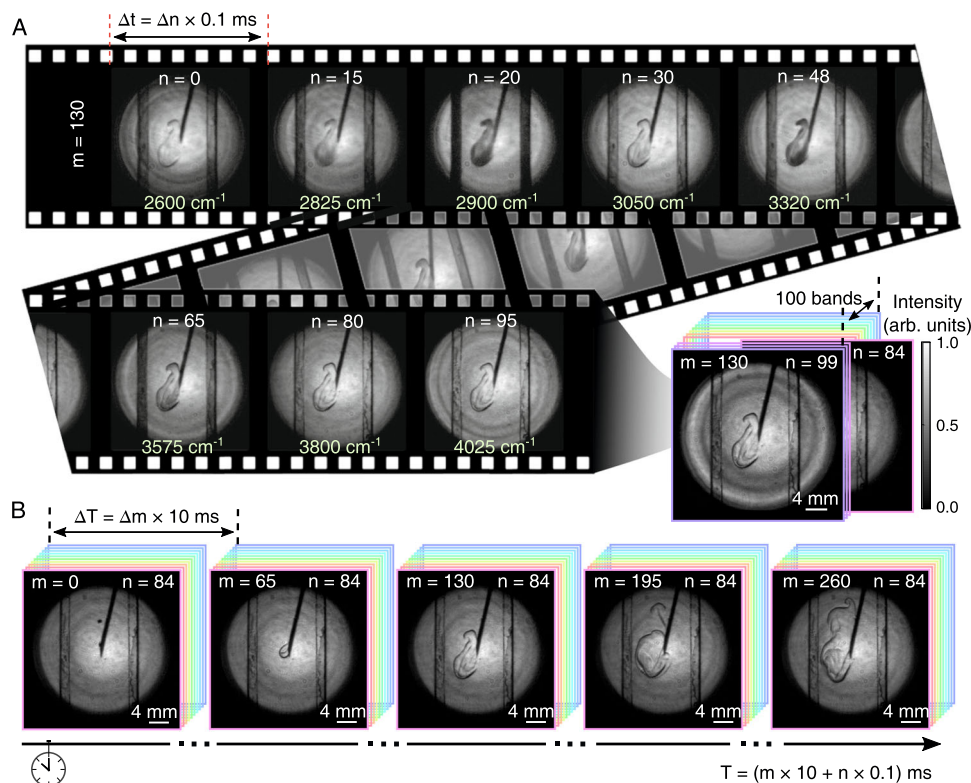 A
Δt = Δn × 0.1 ms
m = 130
n = 0
n = 15
n = 20
n = 30
n = 48
2600 cm-1
2825 cm-1
2900 cm-1
3050 cm-1
3320 cm-1
n = 65
n = 80
n = 95
3575 cm-1
3800 cm-1
4025 cm-1
100 bands
Intensity
(arb. units)
m = 130 n = 99
n = 84
4 mm
1.0
0.5
0.0
B
ΔT = Δm × 10 ms
m = 0 n = 84
m = 65 n = 84
m = 130 n = 84
m = 195 n = 84
m = 260 n = 84
4 mm
4 mm
4 mm
4 mm
4 mm
T = (m × 10 + n × 0.1) ms